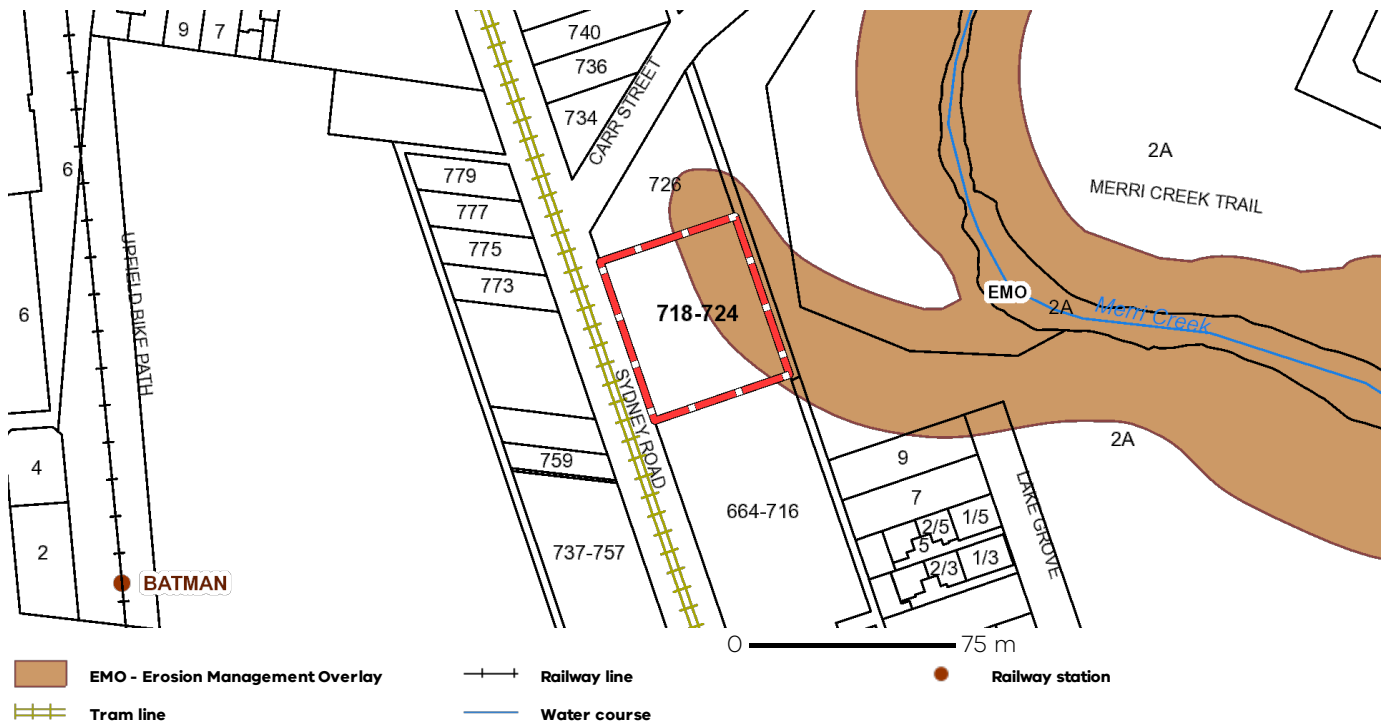 740
9 7
736
734
CARR STREET
2A
6
779
726
MERRI CREEK TRAIL
777
UPFIELD BIKE PATH
775
773
EMO
2A
Merri Creek
6
718-724
SYDNEY ROAD
2A
759
9
4
LAKE GROVE
7
664-716
2/5 1/5
5
737-757
2
2/3 1/3
BATMAN
0 75 m
EMO - Erosion Management Overlay
Railway line
Railway station
Tram line
Water course